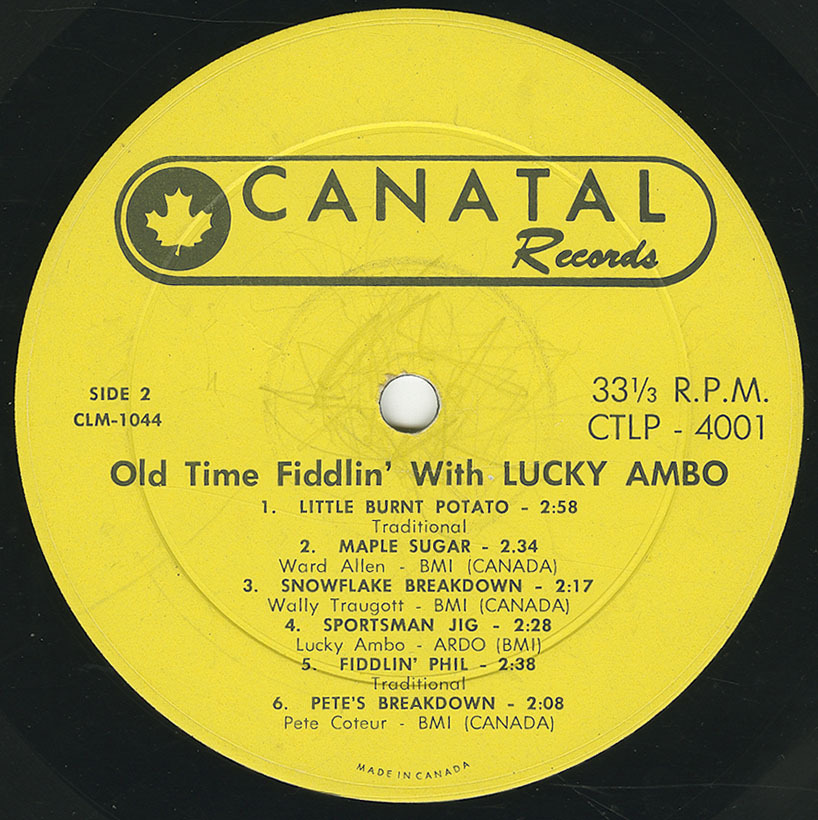 CANATAL
Records
SIDE 2
CLM-1044
33⅓ R.P.M.
CTLP - 4001
Old Time Fiddlin' With LUCKY AMBO
1. LITTLE BURNT POTATO - 2:58
Traditional
2. MAPLE SUGAR - 2.34
Ward Allen - BMI (CANADA)
3. SNOWFLAKE BREAKDOWN - 2:17
Wally Traugott - BMI (CANADA)
4. SPORTSMAN JIG - 2:28
Lucky Ambo - ARDO (BMI)
5. FIDDLIN' PHIL - 2:38
Traditional
6. PETE'S BREAKDOWN - 2:08
Pete Coteur - BMI (CANADA)
MADE IN CANADA